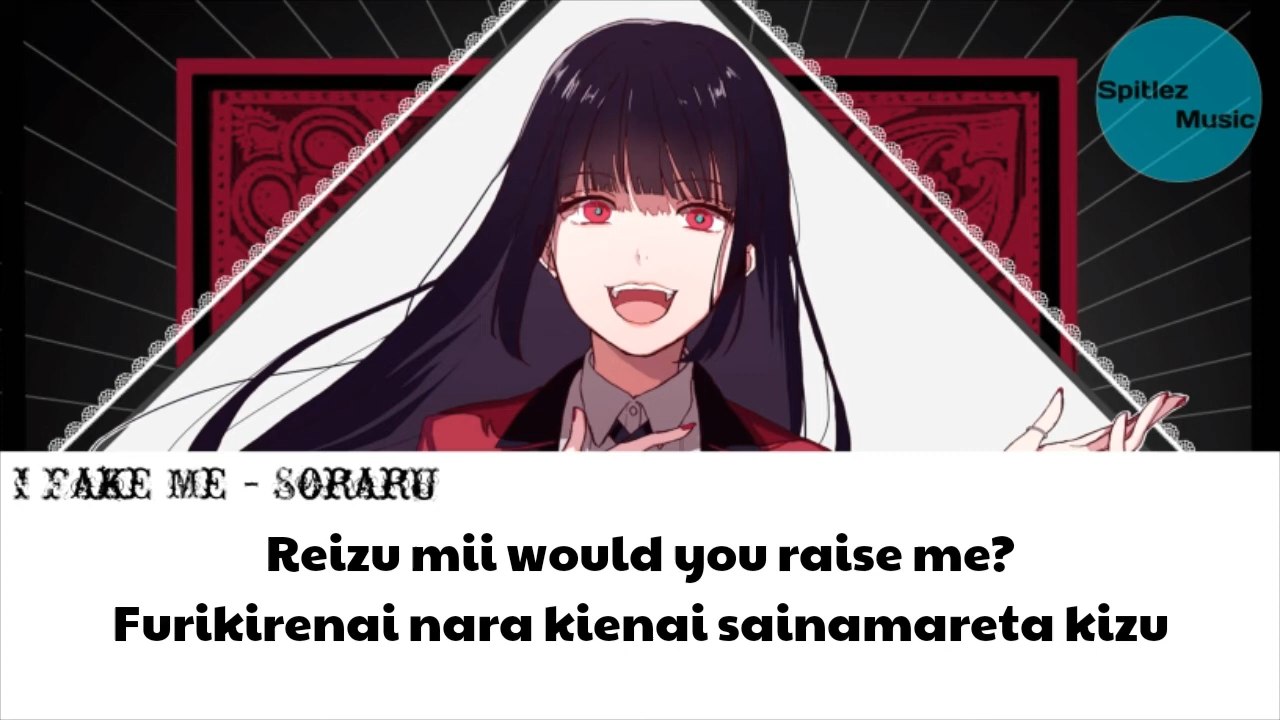 Spitlez
Music
I FAKE ME - SORARU
Reizu mii would you raise me?
Furikirenai nara kienai sainamareta kizu